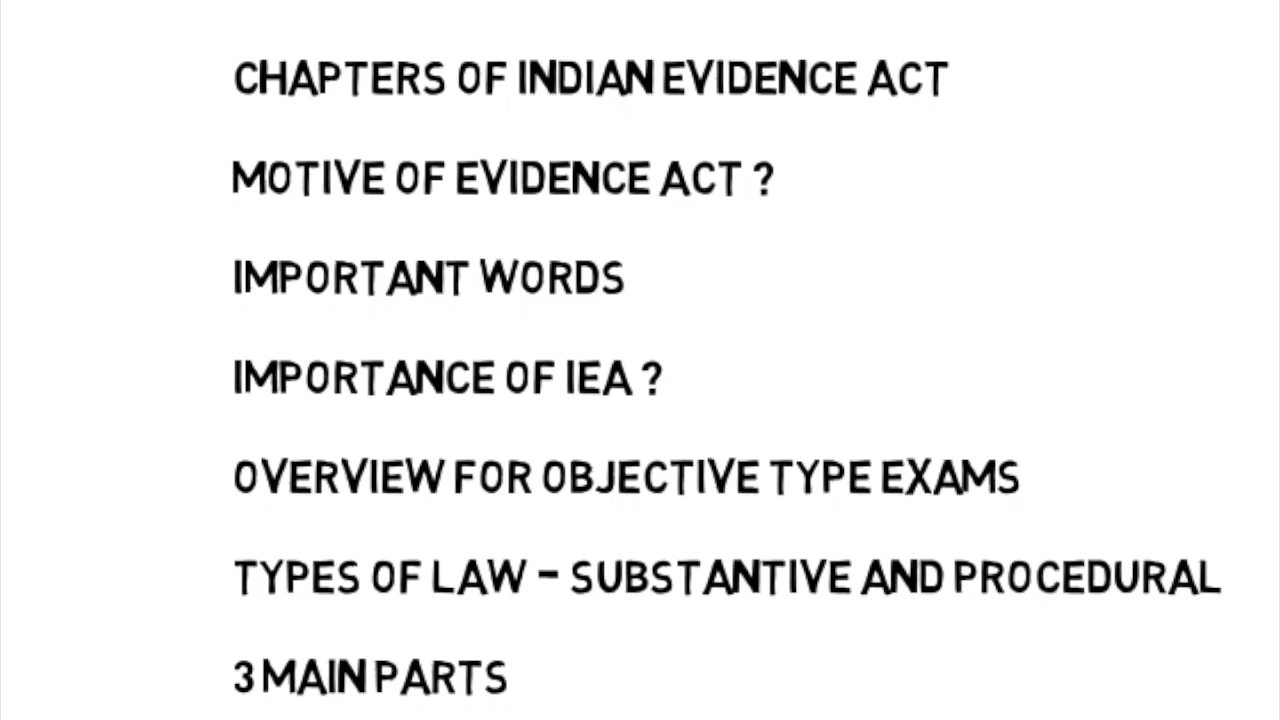 CHAPTERS OF INDIAN EVIDENCE ACT
MOTIVE OF EVIDENCE ACT ?
IMPORTANT WORDS
IMPORTANCE OF IEA ?
OVERVIEW FOR OBJECTIVE TYPE EXAMS
TYPES OF LAW - SUBSTANTIVE AND PROCEDURAL
3 MAIN PARTS